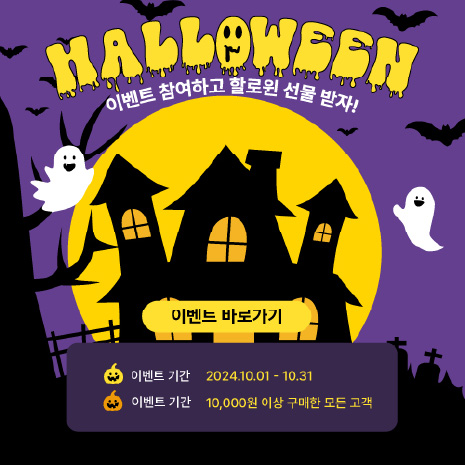 HALLOWEEN
이벤트 참여하고 할로윈 선물 받자!
이벤트 바로가기
이벤트 기간 2024.10.01 - 10.31
이벤트 기간 10,000원 이상 구매한 모든 고객